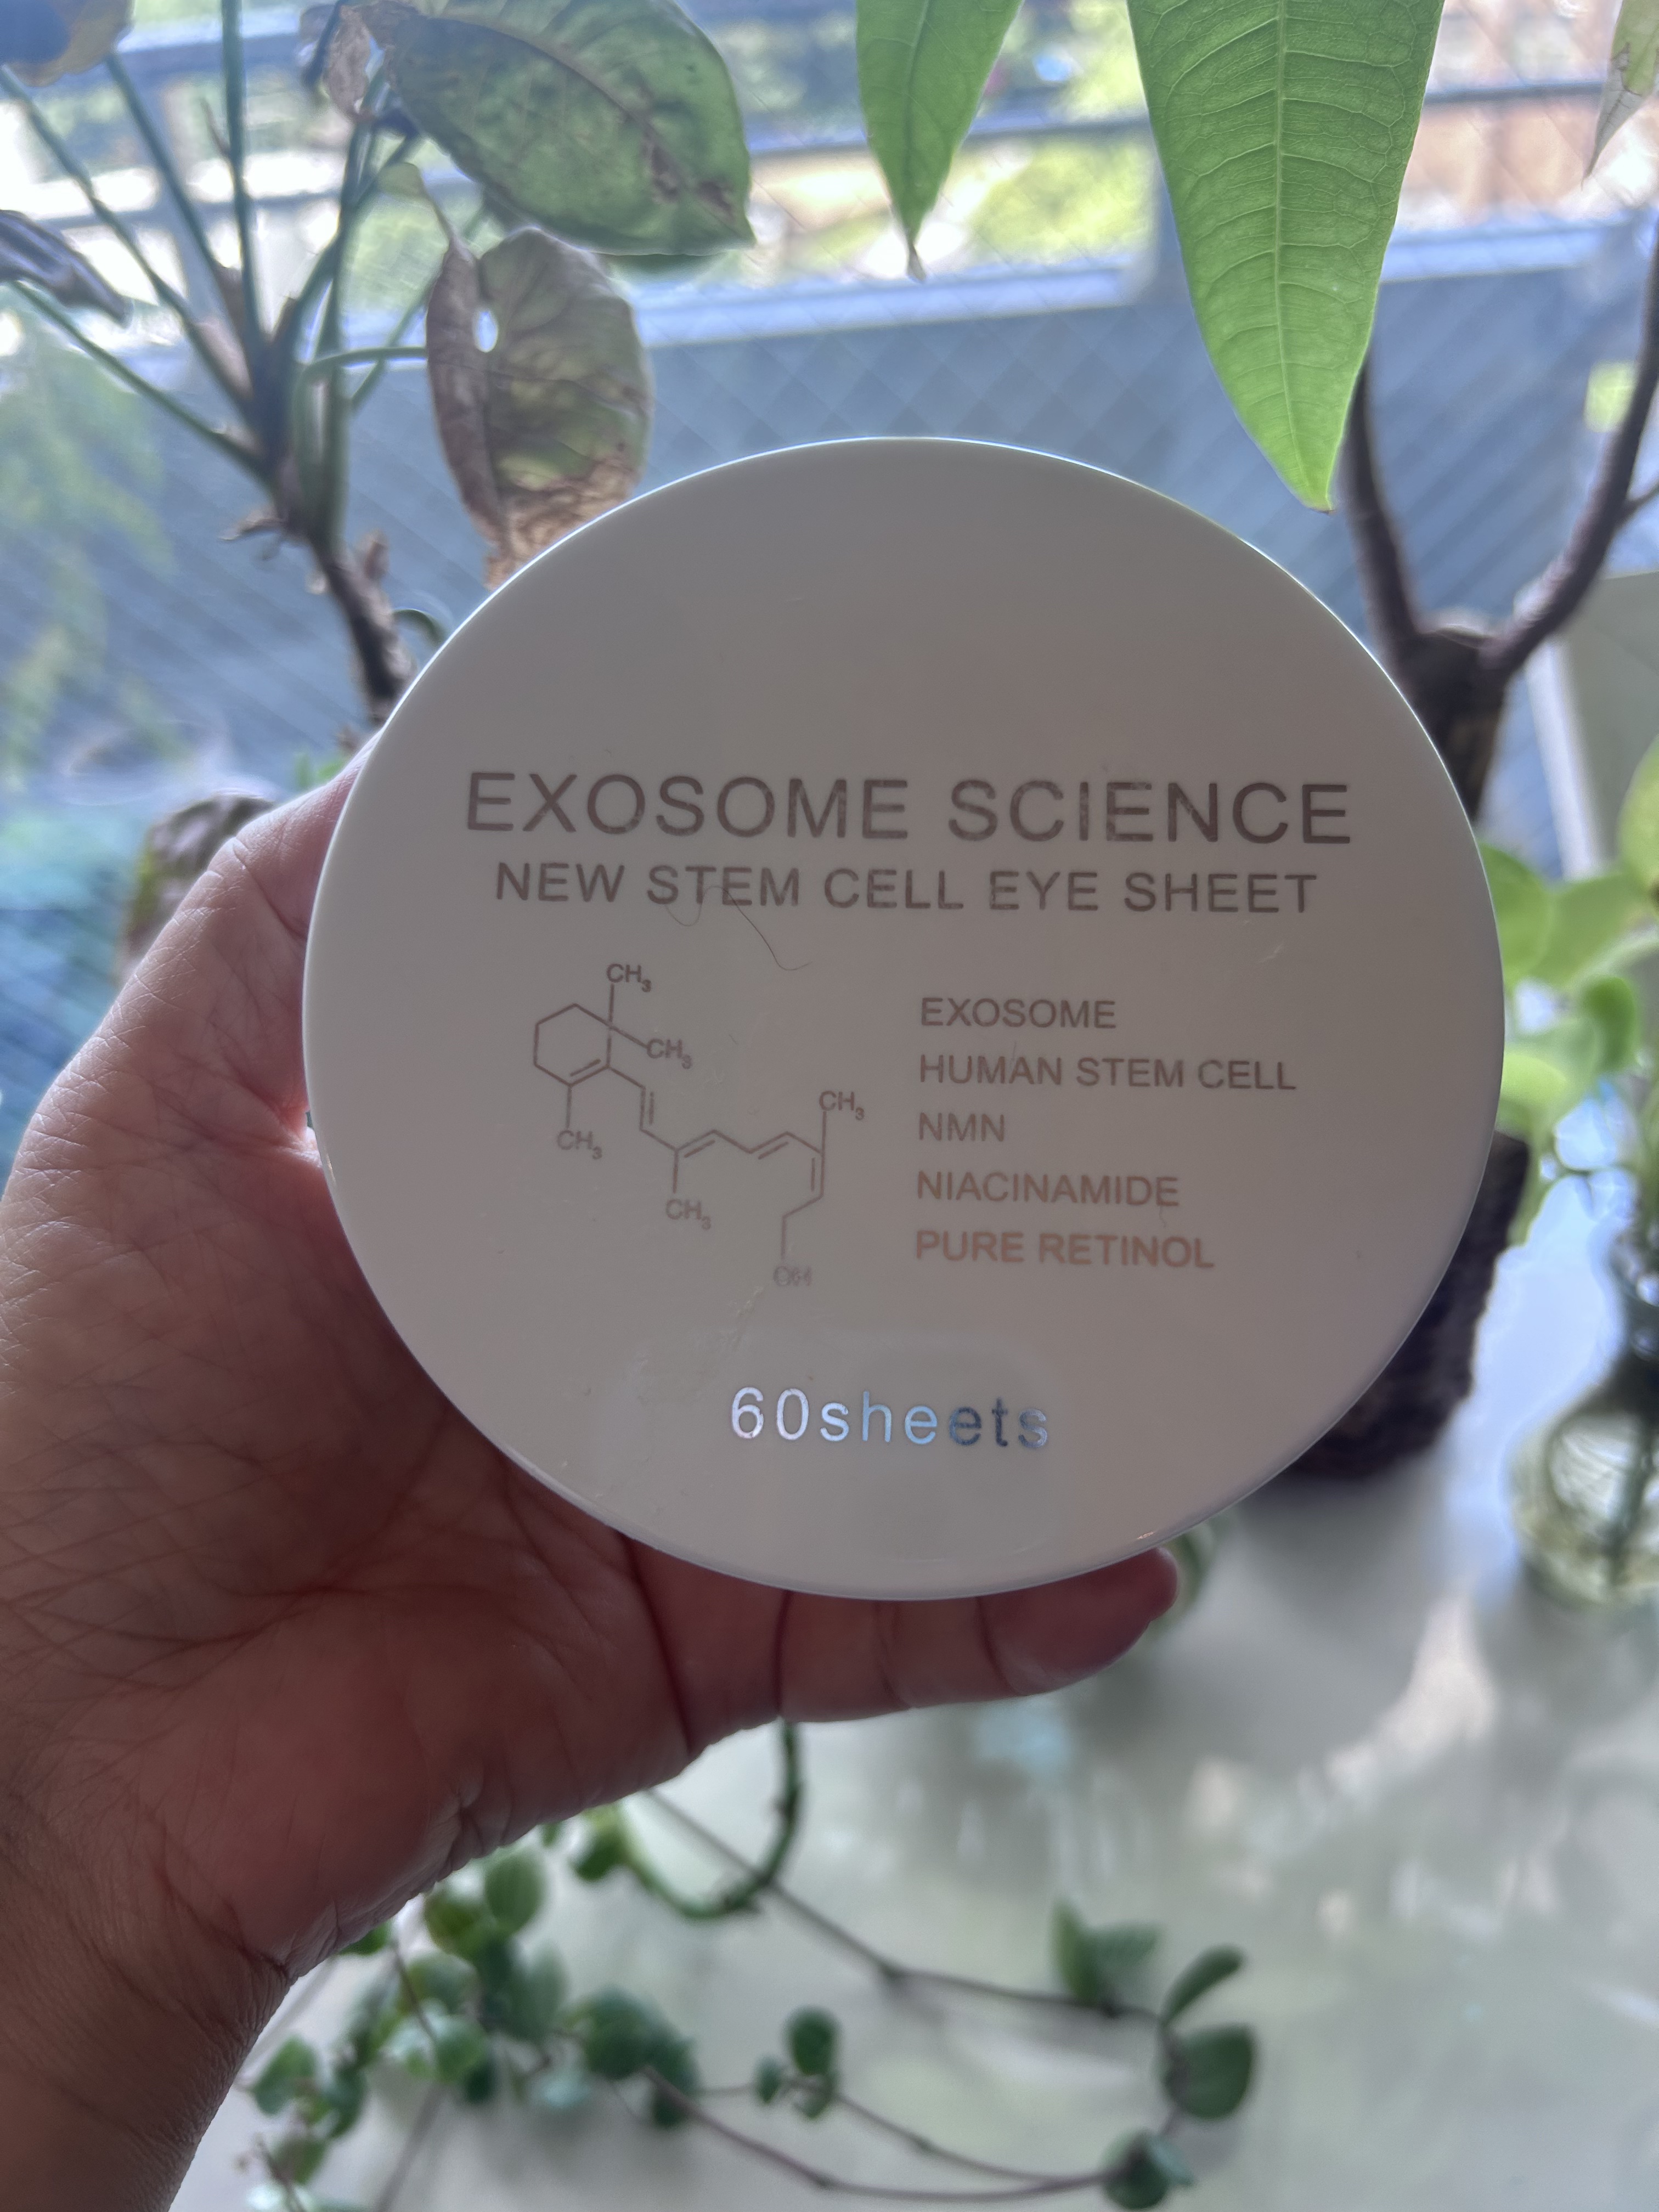 EXOSOME SCIENCE
NEW STEM CELL EYE SHEET
CH₃
CH₃
CH₃
CH₃
CH₃
OH
EXOSOME
HUMAN STEM CELL
NMN
NIACINAMIDE
PURE RETINOL
60sheets